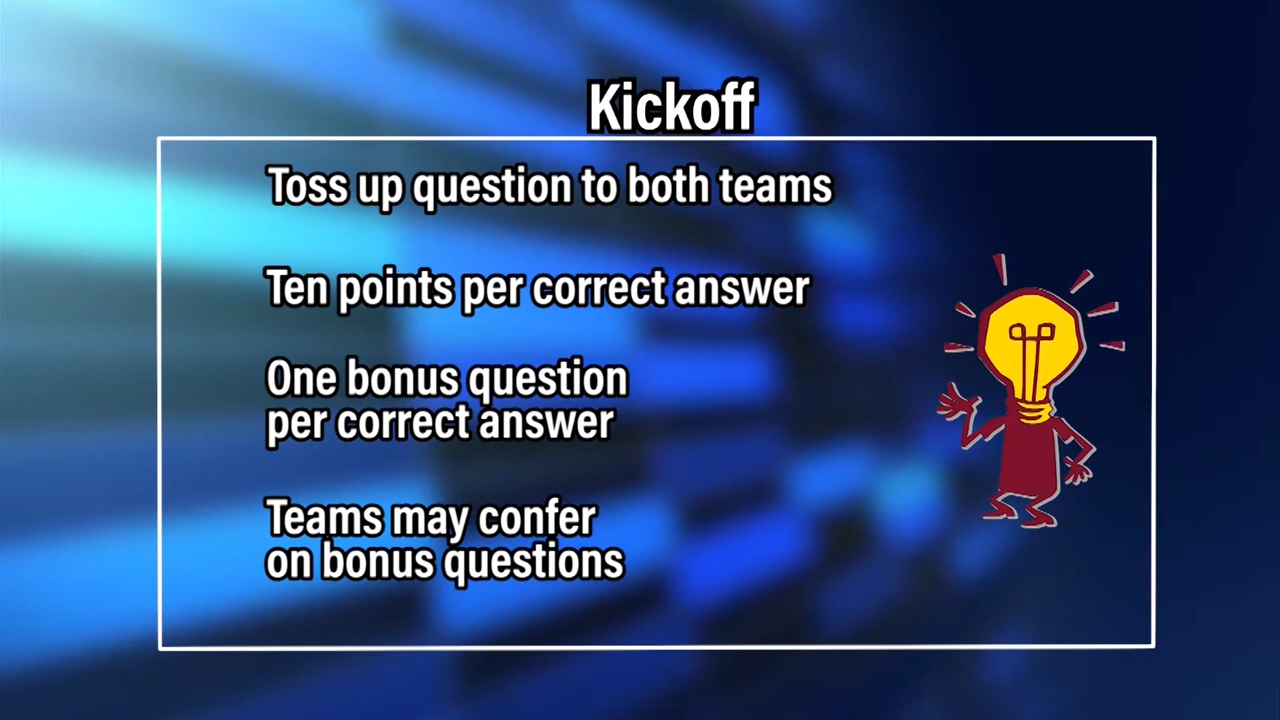 Kickoff
Toss up question to both teams
Ten points per correct answer
One bonus question
per correct answer
Teams may confer
on bonus questions